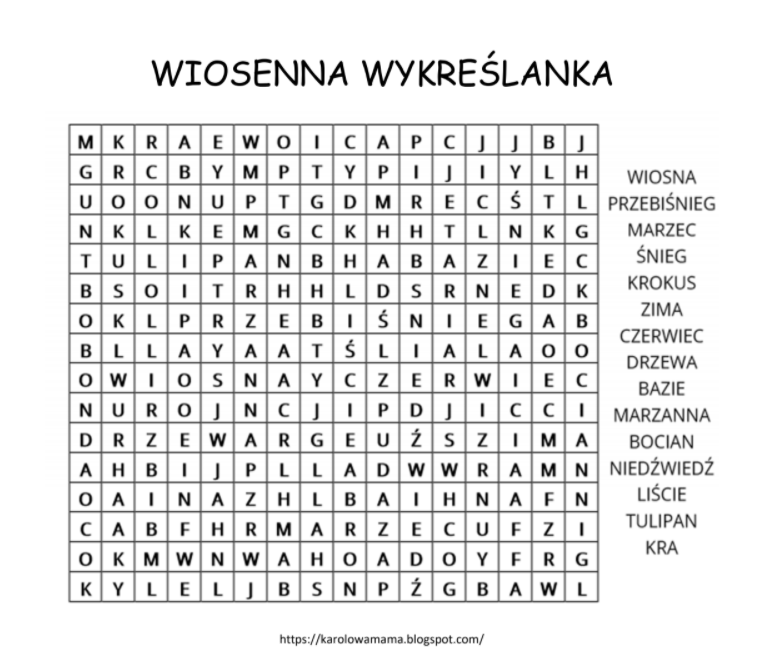 WIOSENNA WYKREŚLANKA
M K R A E W O I C A P C J J B J
G R C B Y M P T Y P I J I Y L H
U O O N U P T G D M R E C Ś T L
N K L K E M G C K H H T L N K G
T U L I P A N B H A B A Z I E C
B S O I T R H H L D S R N E D K
O K L P R Z E B I Ś N I E G A B
B L L A Y A A T Ś L I A L A O O
O W I O S N A Y C Z E R W I E C
N U R O J N C J I P D J I C C I
D R Z E W A R G E U Ź S Z I M A
A H B I J P L L A D W W R A M N
O A I N A Z H L B A I H N A F N
C A B F H R M A R Z E C U F Z I
O K M W N W A H O A D O Y F R G
K Y L E L J B S N P Ź G B A W L
WIOSNA
PRZEBIŚNIEG
MARZEC
ŚNIEG
KROKUS
ZIMA
CZERWIEC
DRZEWA
BAZIE
MARZANNA
BOCIAN
NIEDŹWIEDŹ
LIŚCIE
TULIPAN
KRA
https://karolowamama.blogspot.com/